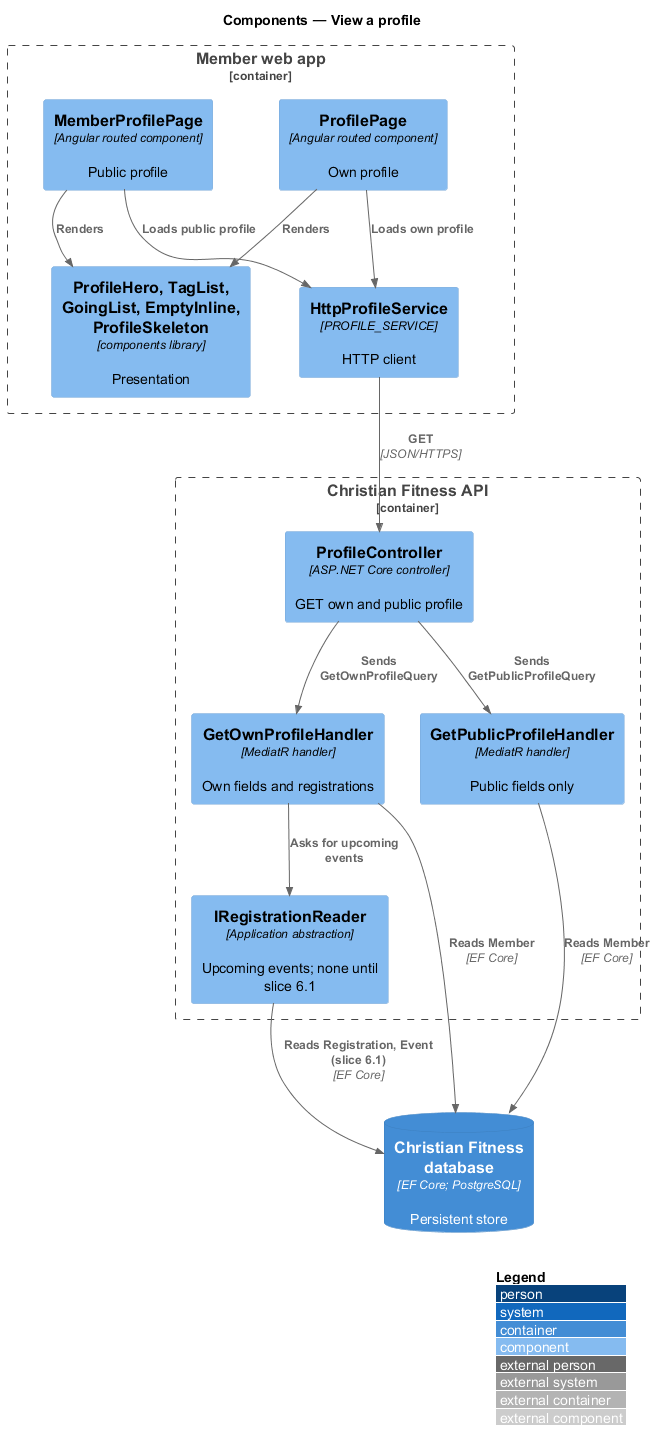 Components — View a profile
Member web app
[container]
MemberProfilePage
[Angular routed component]
Public profile
ProfilePage
[Angular routed component]
Own profile
Renders
Loads public profile
Renders
Loads own profile
ProfileHero, TagList,
GoingList, EmptyInline,
ProfileSkeleton
[components library]
Presentation
HttpProfileService
[PROFILE_SERVICE]
HTTP client
GET
[JSON/HTTPS]
Christian Fitness API
[container]
ProfileController
[ASP.NET Core controller]
GET own and public profile
Sends
GetOwnProfileQuery
Sends
GetPublicProfileQuery
GetOwnProfileHandler
[MediatR handler]
Own fields and registrations
GetPublicProfileHandler
[MediatR handler]
Public fields only
Asks for upcoming
events
IRegistrationReader
[Application abstraction]
Upcoming events; none until
slice 6.1
Reads Member
[EF Core]
Reads Member
[EF Core]
Reads Registration, Event
(slice 6.1)
[EF Core]
Christian Fitness
database
[EF Core; PostgreSQL]
Persistent store
Legend
person
system
container
component
external person
external system
external container
external component